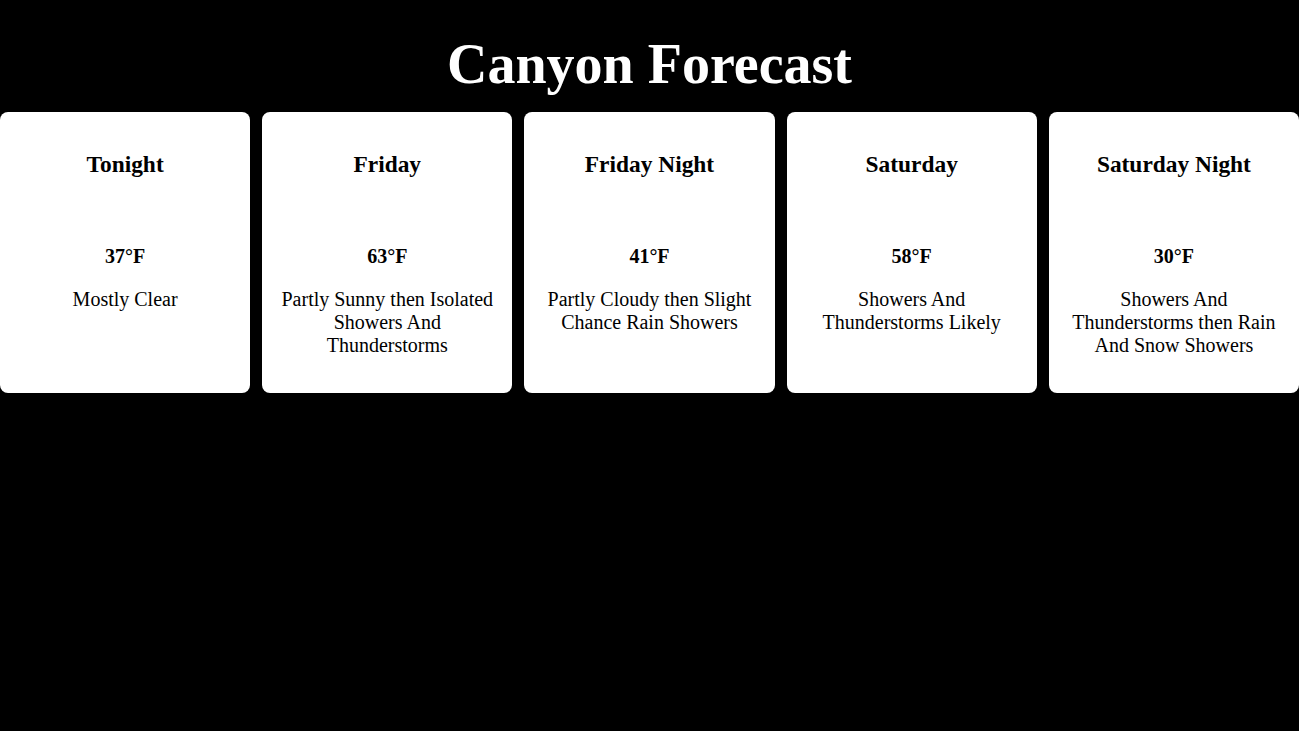 Canyon Forecast
Tonight
37°F
Mostly Clear
Friday
63°F
Partly Sunny then Isolated
Showers And
Thunderstorms
Friday Night
41°F
Partly Cloudy then Slight
Chance Rain Showers
Saturday
58°F
Showers And
Thunderstorms Likely
Saturday Night
30°F
Showers And
Thunderstorms then Rain
And Snow Showers